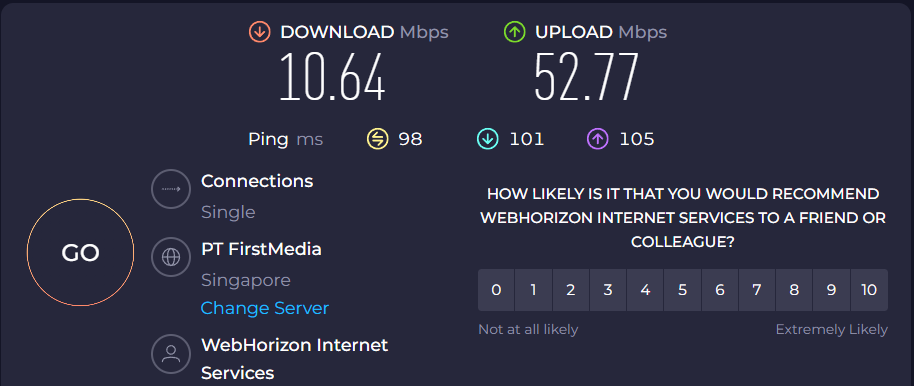 DOWNLOAD Mbps
UPLOAD Mbps
10.64
52.77
Ping ms 98 101 105
Connections
Single
PT FirstMedia
Singapore
Change Server
WebHorizon Internet
Services
GO
HOW LIKELY IS IT THAT YOU WOULD RECOMMEND
WEBHORIZON INTERNET SERVICES TO A FRIEND OR
COLLEAGUE?
0 1 2 3 4 5 6 7 8 9 10
Not at all likely
Extremely Likely